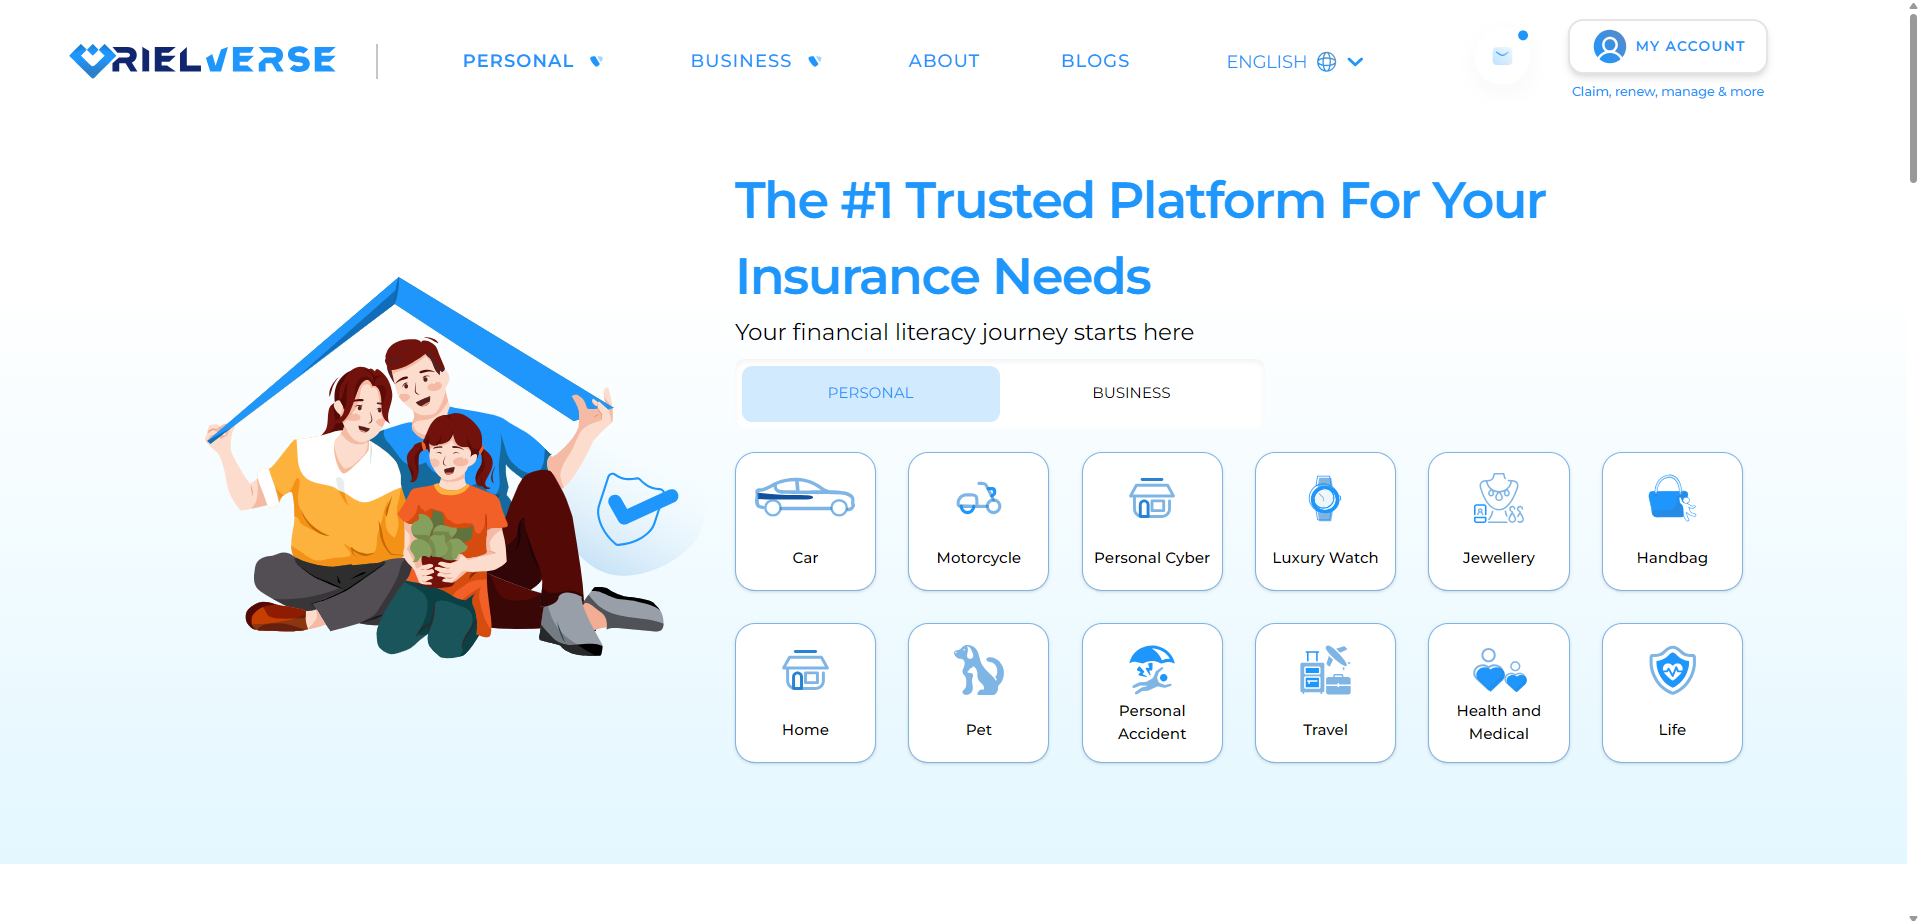 RIELVERSE
PERSONAL
BUSINESS
ABOUT
BLOGS
ENGLISH
MY ACCOUNT
Claim, renew, manage & more
The #1 Trusted Platform For Your
Insurance Needs
Your financial literacy journey starts here
PERSONAL
BUSINESS
Car
Motorcycle
Personal Cyber
Luxury Watch
Jewellery
Handbag
Home
Pet
Personal
Accident
Travel
Health and
Medical
Life